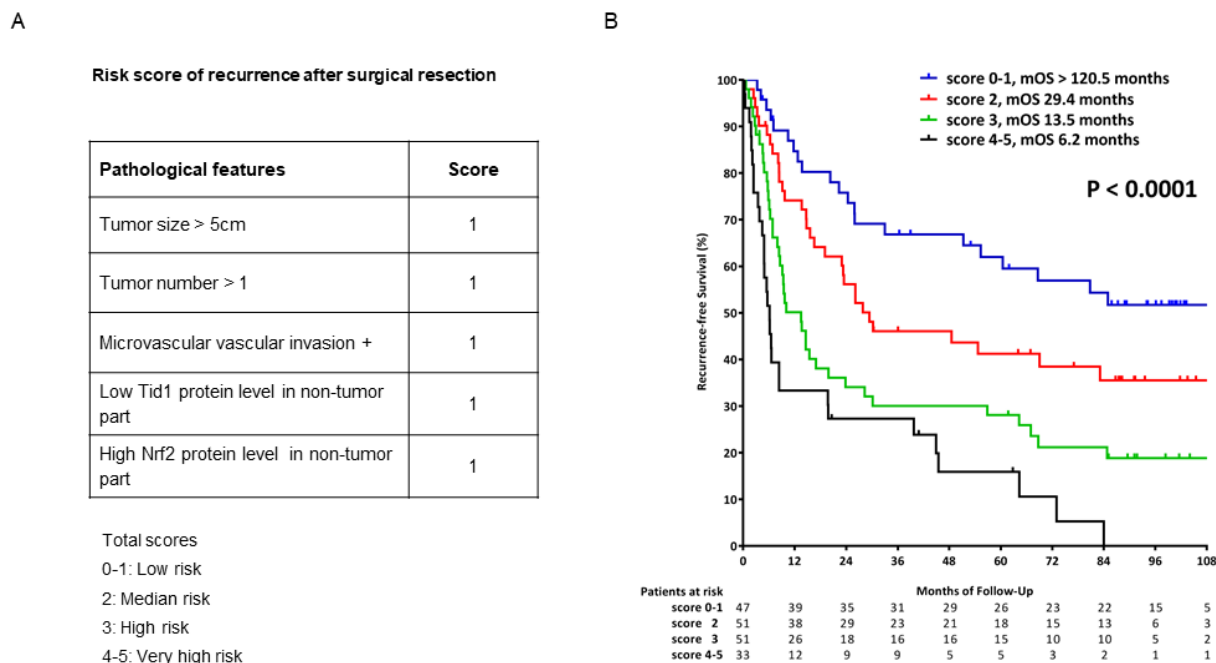 A
Risk score of recurrence after surgical resection
Pathological features Score
Tumor size > 5cm 1
Tumor number > 1 1
Microvascular vascular invasion + 1
Low Tid1 protein level in non-tumor
part 1
High Nrf2 protein level in non-tumor
part 1
Total scores
0-1: Low risk
2: Median risk
3: High risk
4-5: Very high risk
B
score 0-1, mOS > 120.5 months
score 2, mOS 29.4 months
score 3, mOS 13.5 months
score 4-5, mOS 6.2 months
P < 0.0001
Recurrence-free Survival (%)
100
90
80
70
60
50
40
30
20
10
0
0 12 24 36 48 60 72 84 96 108
Patients at risk Months of Follow-Up
score 0-1 47 39 35 31 29 26 23 22 15 5
score 2 51 38 29 23 21 18 15 13 6 3
score 3 51 26 18 16 16 15 10 10 5 2
score 4-5 33 12 9 9 5 5 3 2 1 1